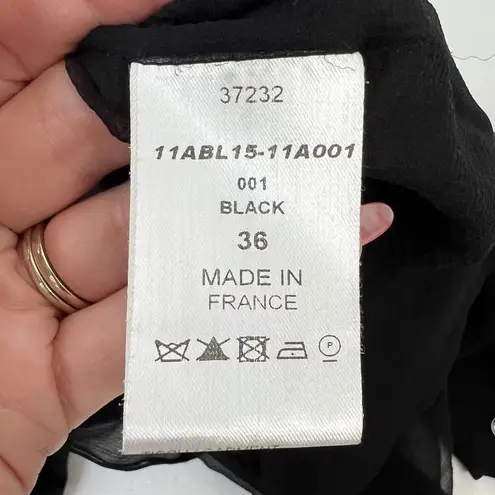 37232
11ABL15-11A001
001
BLACK
36
MADE IN
FRANCE
P